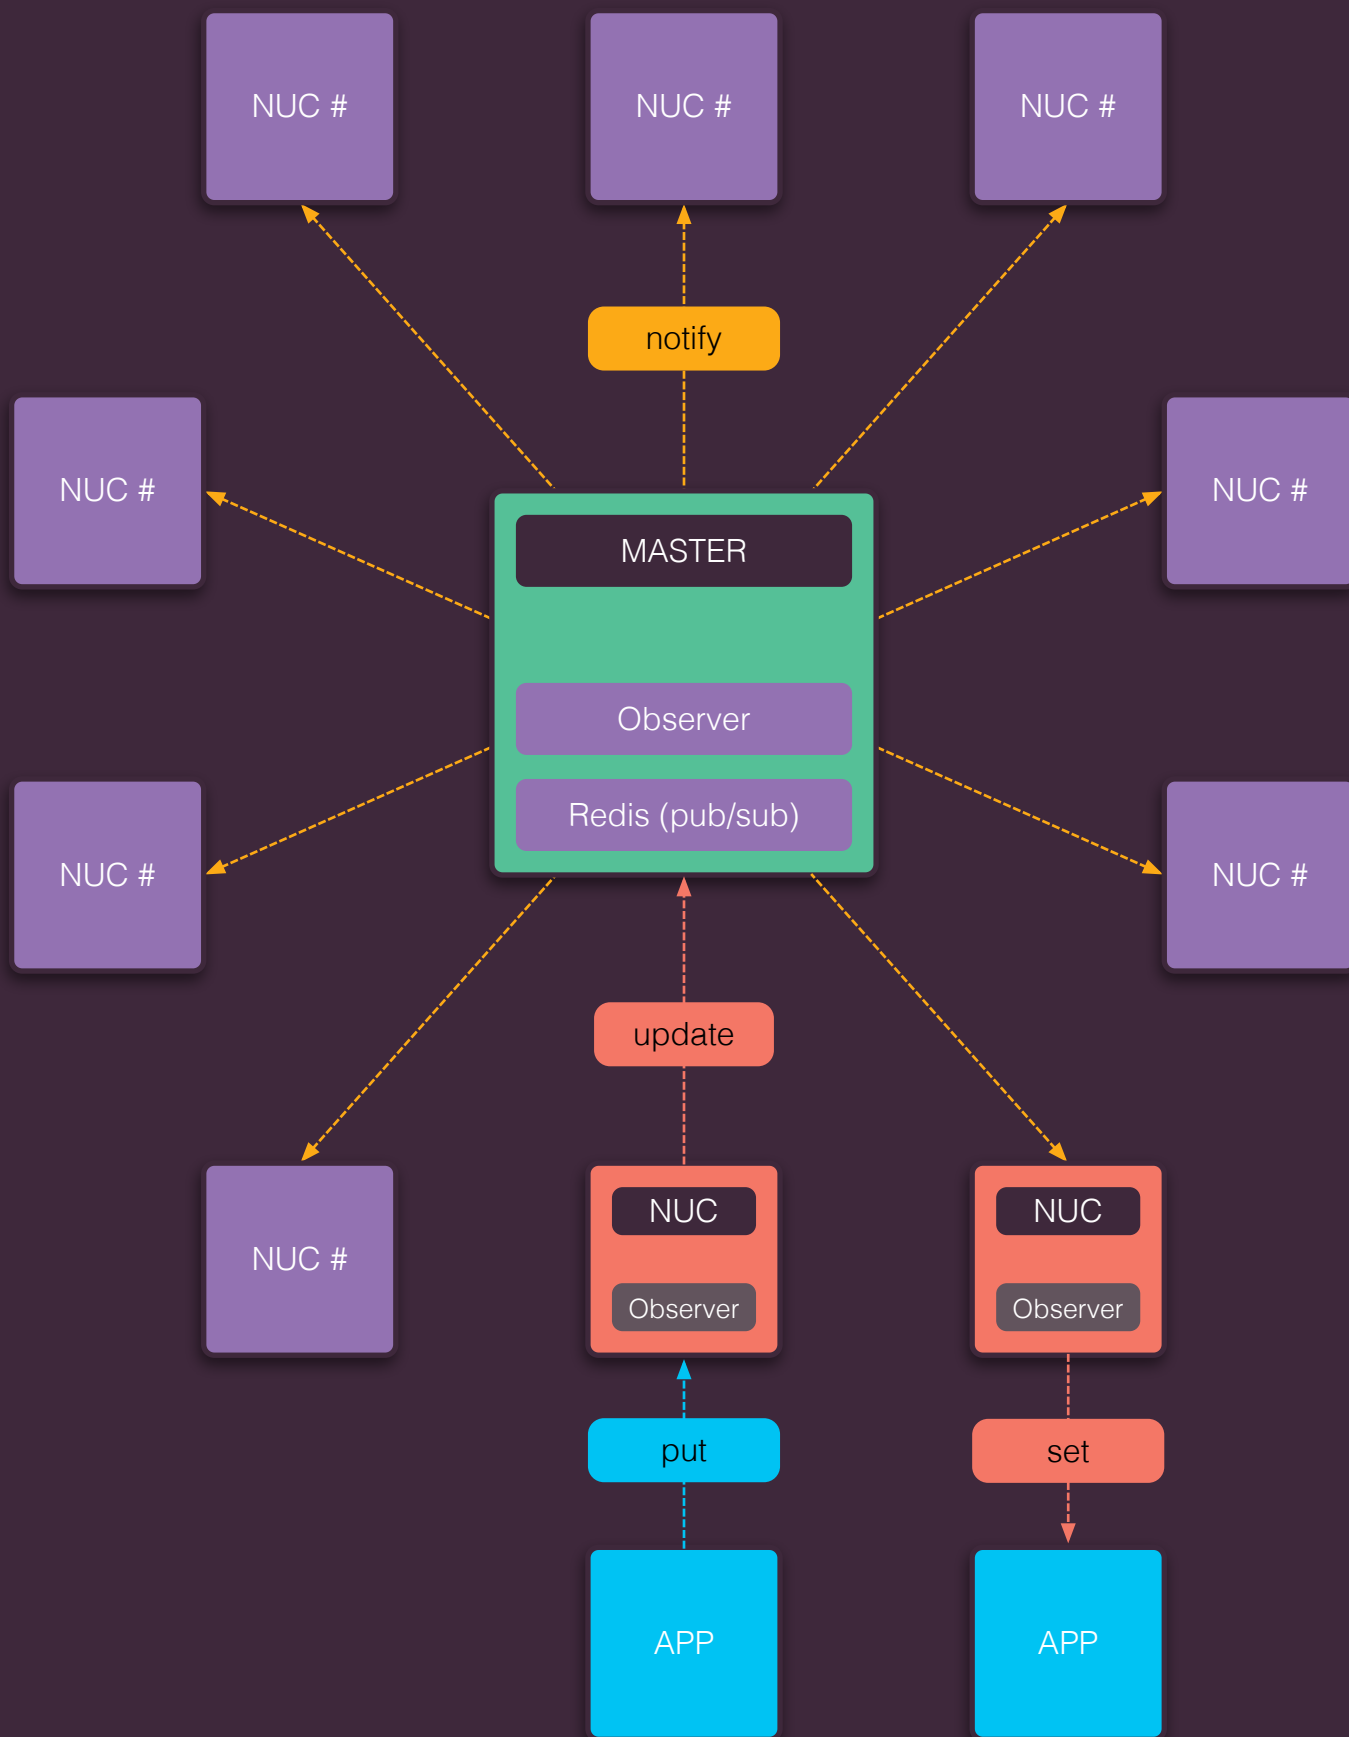 NUC #
NUC #
NUC #
notify
NUC #
NUC #
MASTER
Observer
Redis (pub/sub)
NUC #
NUC #
update
NUC #
NUC
Observer
NUC
Observer
put
set
APP
APP